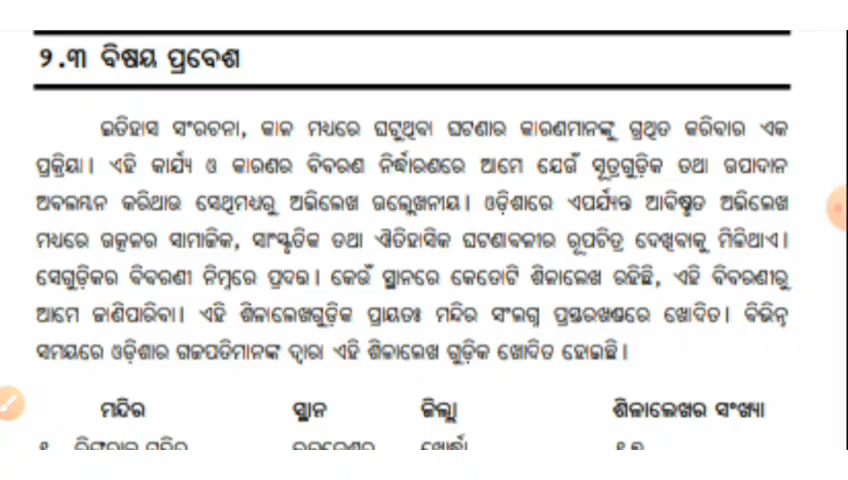 ୨.୩ ବିଷୟ ପ୍ରବେଶ
ଇତିହାସ ସଂରଚନା, କାଳ ମଧ୍ୟରେ ଘଟୁଥିବା ଘଟଣାର କାରଣମାନଙ୍କୁ ଗ୍ରଥିତ କରିବାର ଏକ
ପ୍ରକ୍ରିୟା। ଏହି କାର୍ଯ୍ୟ ଓ କାରଣର ବିବରଣ ନିର୍ଦ୍ଧାରଣରେ ଆମେ ଯେଉଁ ସୂତ୍ରଗୁଡ଼ିକ ତଥା ଉପାଦାନ
ଅବଲମ୍ବନ କରିଥାଉ ସେଥିମଧ୍ୟରୁ ଅଭିଲେଖ ଉଲ୍ଲେଖନୀୟ। ଓଡ଼ିଶାରେ ଏପର୍ଯ୍ୟନ୍ତ ଆବିଷ୍କୃତ ଅଭିଲେଖ
ମଧ୍ୟରେ ଉତ୍କଳର ସାମାଜିକ, ସାଂସ୍କୃତିକ ତଥା ଐତିହାସିକ ଘଟଣାବଳୀର ରୂପଚିତ୍ର ଦେଖିବାକୁ ମିଳିଥାଏ।
ସେଗୁଡ଼ିକର ବିବରଣୀ ନିମ୍ନରେ ପ୍ରଦତ୍ତ। କେଉଁ ସ୍ଥାନରେ କେତୋଟି ଶିଳାଲେଖ ରହିଛି, ଏହି ବିବରଣୀରୁ
ଆମେ ଜାଣିପାରିବା। ଏହି ଶିଳାଲେଖଗୁଡ଼ିକ ପ୍ରାୟତଃ ମନ୍ଦିର ସଂଲଗ୍ନ ପ୍ରସ୍ତରଖଣ୍ଡରେ ଖୋଦିତ। ବିଭିନ୍ନ
ସମୟରେ ଓଡ଼ିଶାର ଗଜପତିମାନଙ୍କ ଦ୍ୱାରା ଏହି ଶିଳାଲେଖ ଗୁଡ଼ିକ ଖୋଦିତ ହୋଇଛି।
ମନ୍ଦିର ସ୍ଥାନ ଜିଲ୍ଲା ଶିଳାଲେଖର ସଂଖ୍ୟା